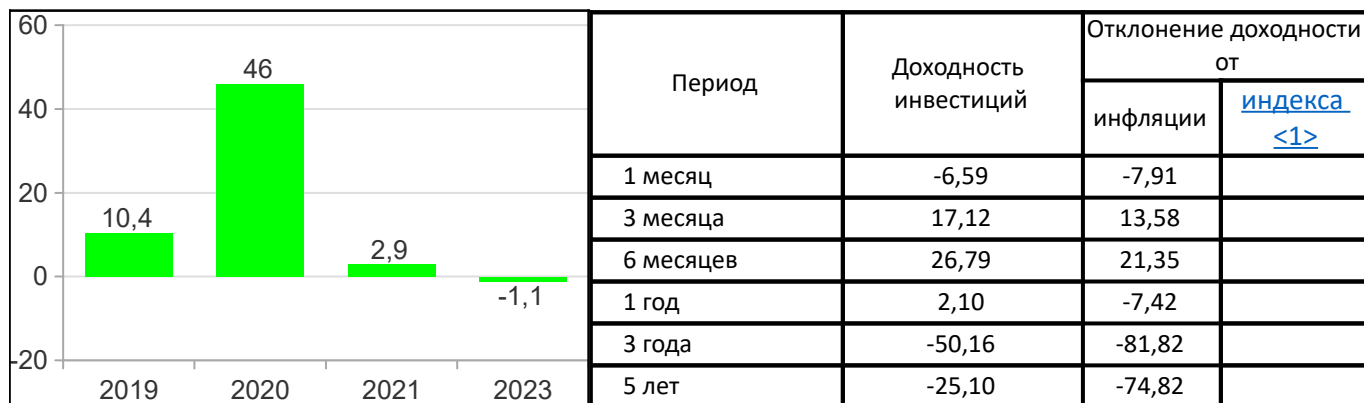 60
40
20
0
-20
10,4
46
2,9
-1,1
2019 2020 2021 2023
Период
Доходность
инвестиций
Отклонение доходности
от
инфляции
индекса
<1>
1 месяц -6,59 -7,91
3 месяца 17,12 13,58
6 месяцев 26,79 21,35
1 год 2,10 -7,42
3 года -50,16 -81,82
5 лет -25,10 -74,82